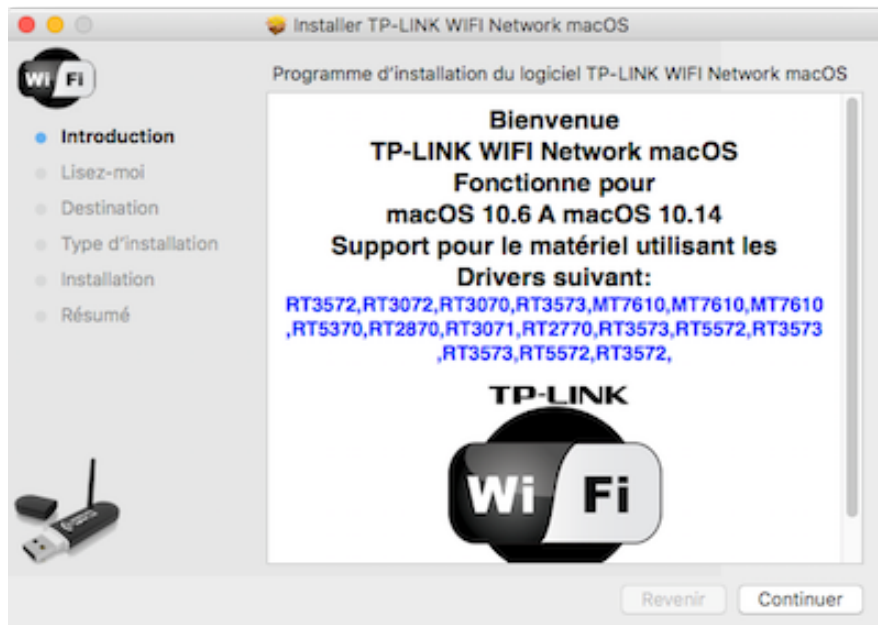 Installer TP-LINK WIFI Network macOS
Wi Fi
Programme d'installation du logiciel TP-LINK WIFI Network macOS
Introduction
Lisez-moi
Destination
Type d'installation
Installation
Résumé
Bienvenue
TP-LINK WIFI Network macOS
Fonctionne pour
macOS 10.6 A macOS 10.14
Support pour le matériel utilisant les
Drivers suivant:
RT3572,RT3072,RT3070,RT3573,MT7610,MT7610,MT7610
,RT5370,RT2870,RT3071,RT2770,RT3573,RT5572,RT3573
,RT3573,RT5572,RT3572,
TP-LINK
Wi Fi
Revenir
Continuer